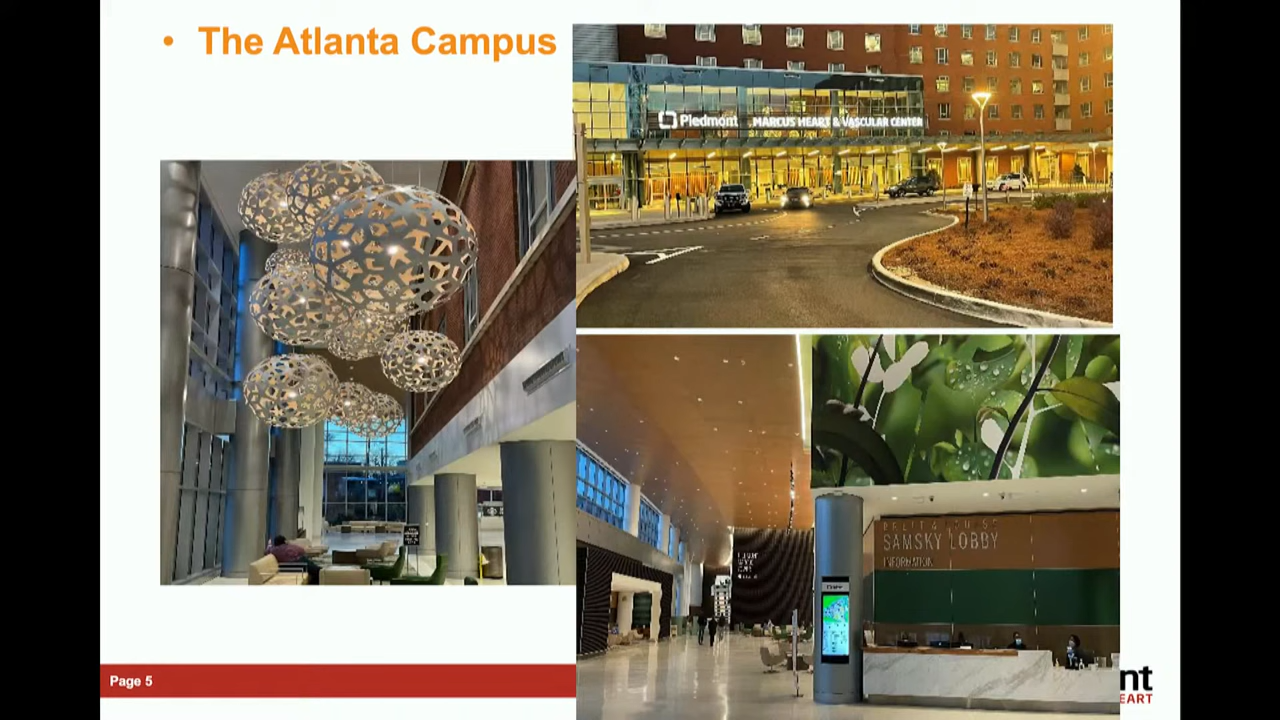 • The Atlanta Campus
Piedmont MARCUS HEART & VASCULAR CENTER
SAMSKY LOBBY
INFORMATION
Page 5
nt
EART